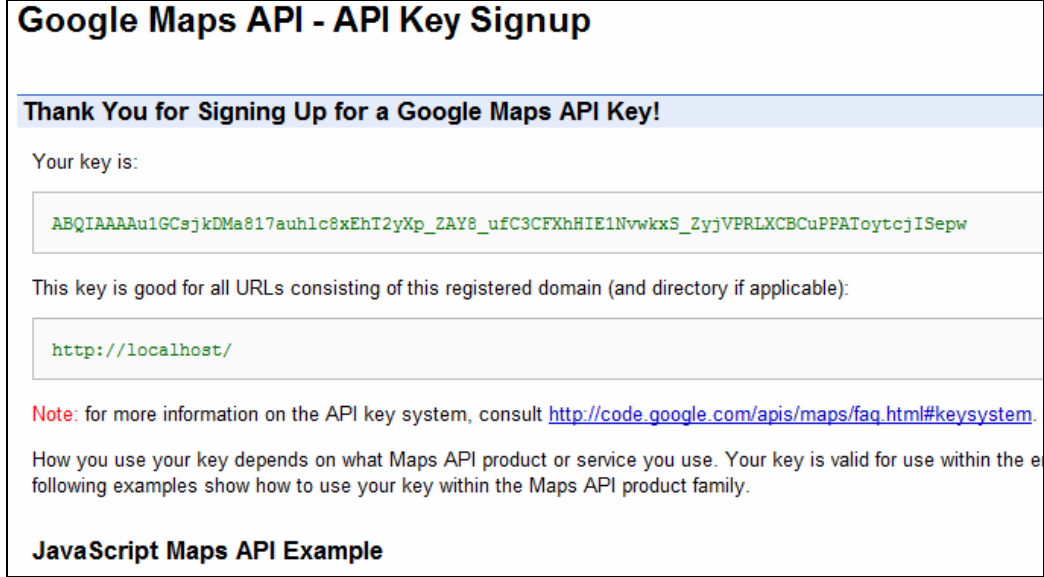 Google Maps API - API Key Signup
Thank You for Signing Up for a Google Maps API Key!
Your key is:
ABQIAAAAu1GCsjkDMa817auhlc8xEhT2yXp_ZAY8_ufC3CFXhHIE1NvwkxS_ZyjVPRLXCBCuPPAToytcjISepw
This key is good for all URLs consisting of this registered domain (and directory if applicable):
http://localhost/
Note: for more information on the API key system, consult http://code.google.com/apis/maps/faq.html#keysystem.
How you use your key depends on what Maps API product or service you use. Your key is valid for use within the
following examples show how to use your key within the Maps API product family.
JavaScript Maps API Example